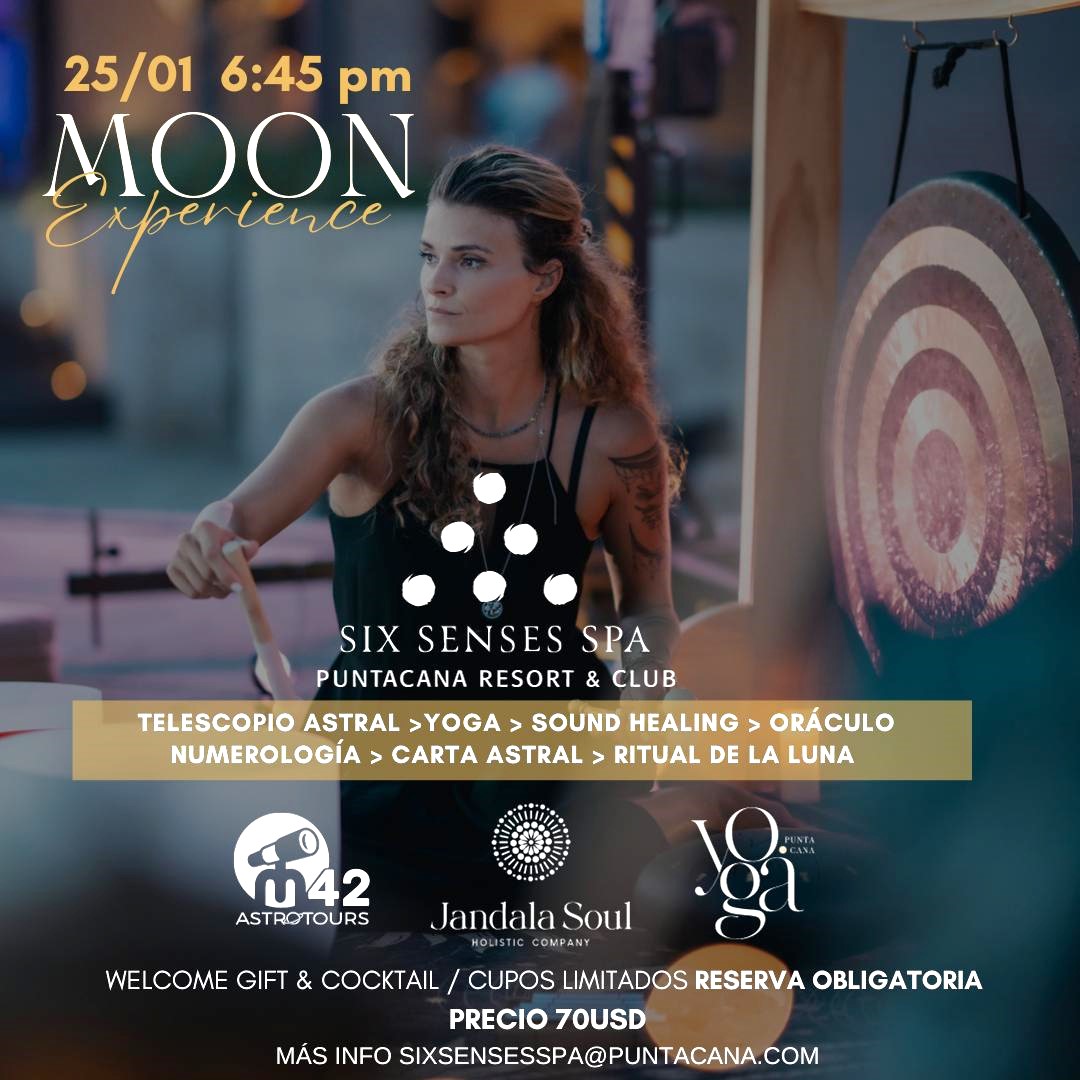 25/01 6:45 pm
MOON
Experience
SIX SENSES SPA
PUNTACANA RESORT & CLUB
TELESCOPIO ASTRAL >YOGA > SOUND HEALING > ORÁCULO
NUMEROLOGÍA > CARTA ASTRAL > RITUAL DE LA LUNA
u42
ASTROTOURS
Jandala Soul
HOLISTIC COMPANY
yoga
PUNTA
CANA
WELCOME GIFT & COCKTAIL / CUPOS LIMITADOS RESERVA OBLIGATORIA
PRECIO 70USD
MÁS INFO SIXSENSESSPA@PUNTACANA.COM